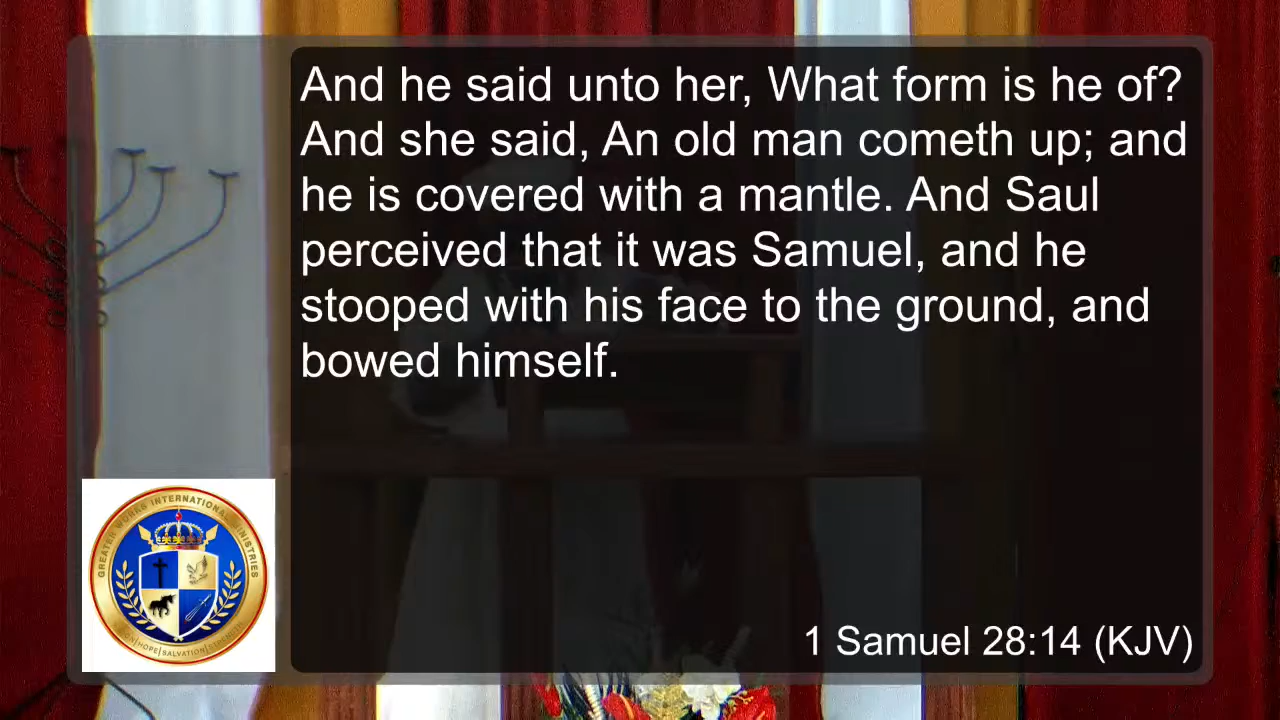 And he said unto her, What form is he of?
And she said, An old man cometh up; and
he is covered with a mantle. And Saul
perceived that it was Samuel, and he
stooped with his face to the ground, and
bowed himself.
GREATER WORKS INTERNATIONAL MINISTRIES
HOPE|SALVATION|STRENGTH
1 Samuel 28:14 (KJV)